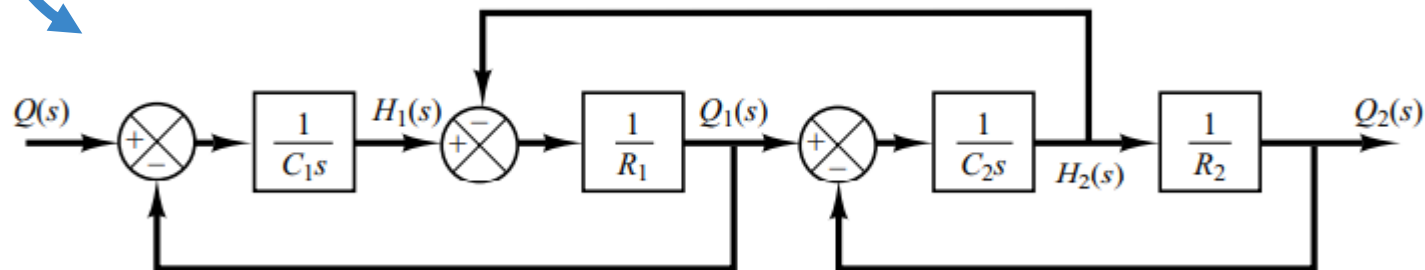 Q(s)
+
−
1
C₁s
H₁(s)
+
−
1
R₁
Q₁(s)
+
−
1
C₂s
H₂(s)
1
R₂
Q₂(s)